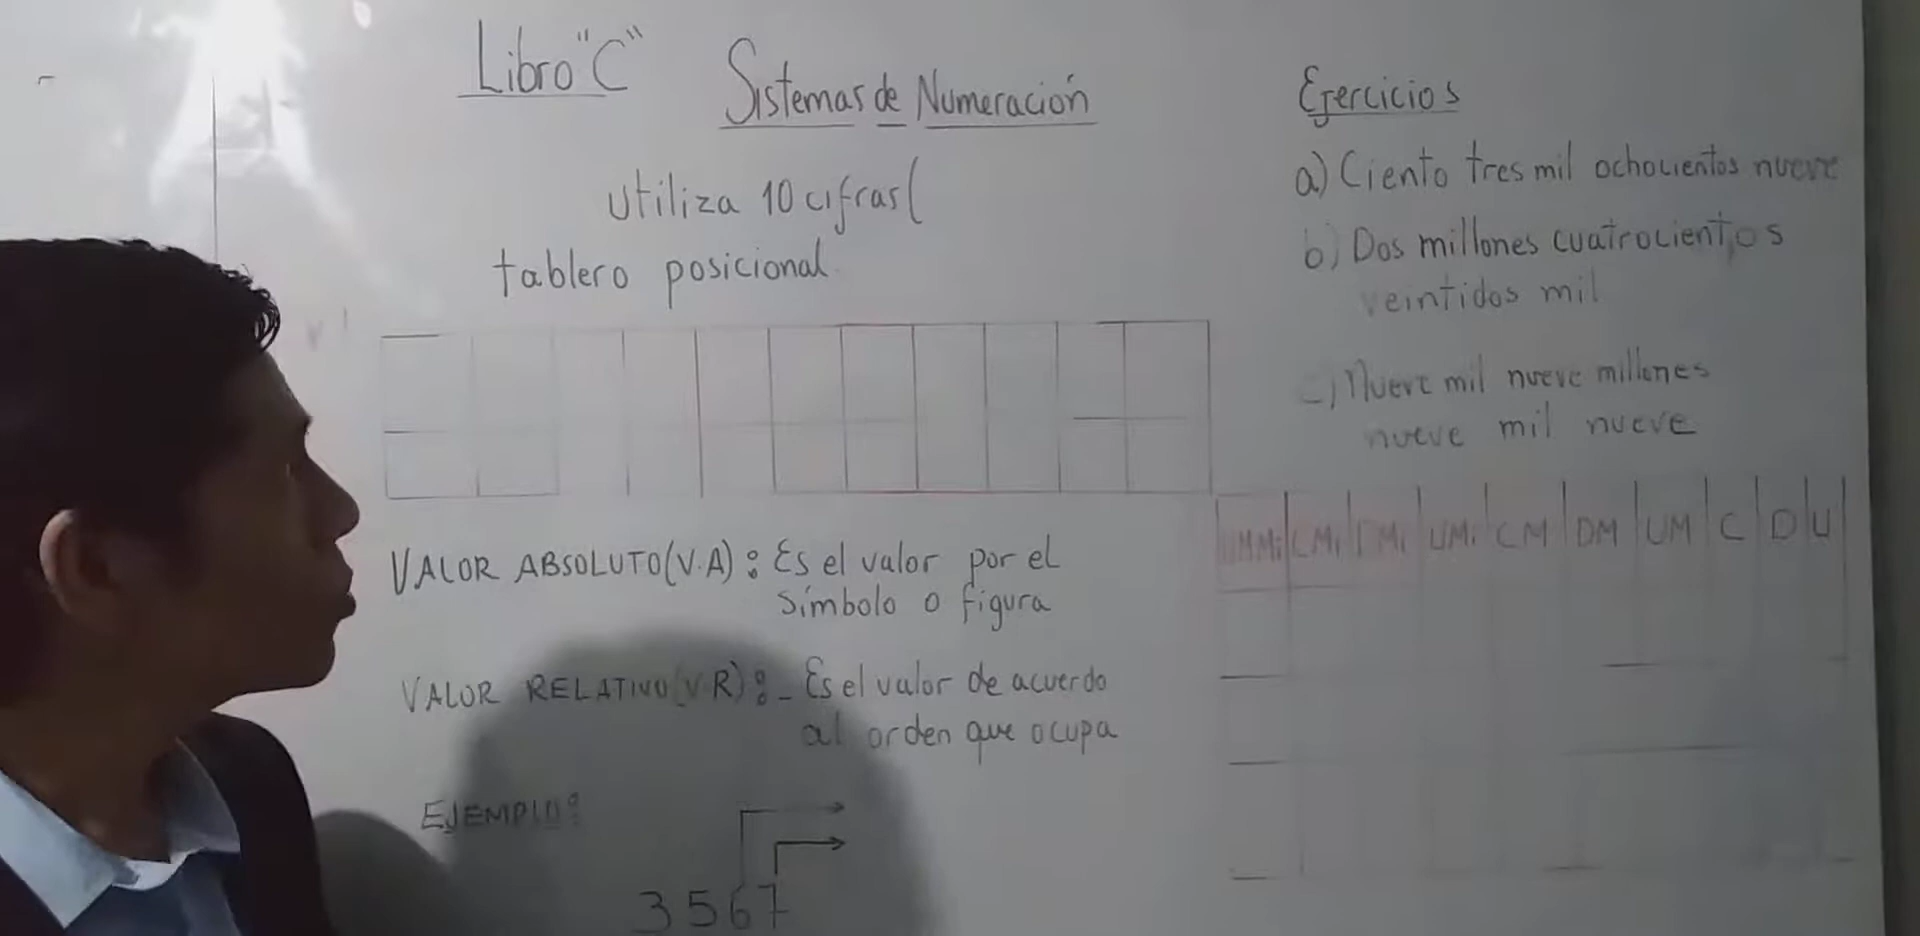 Libro "C"
Sistemas de Numeración
utiliza 10 cifras(
tablero posicional
VALOR ABSOLUTO(V.A): Es el valor por el
símbolo o figura
VALOR RELATIVO(V.R):- Es el valor de acuerdo
al orden que ocupa
EJEMPLO:
3567
Ejercicios
a) Ciento tres mil ochocientos nueve
b) Dos millones cuatrocientos
veintidos mil
c) Nueve mil nueve millones
nueve mil nueve
UMMi CMi DMi UMi CM DM UM C D U